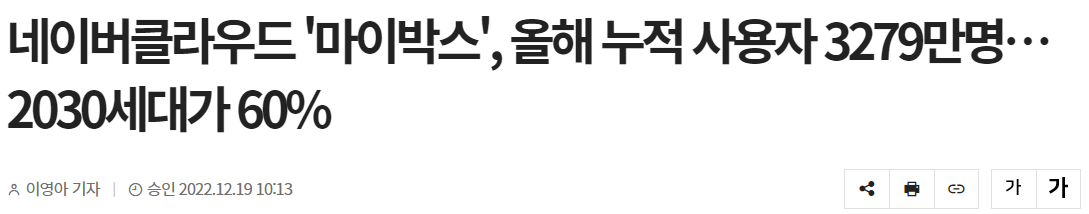 네이버클라우드 '마이박스', 올해 누적 사용자 3279만명…
2030세대가 60%
이영아 기자 | 승인 2022.12.19 10:13
가 가